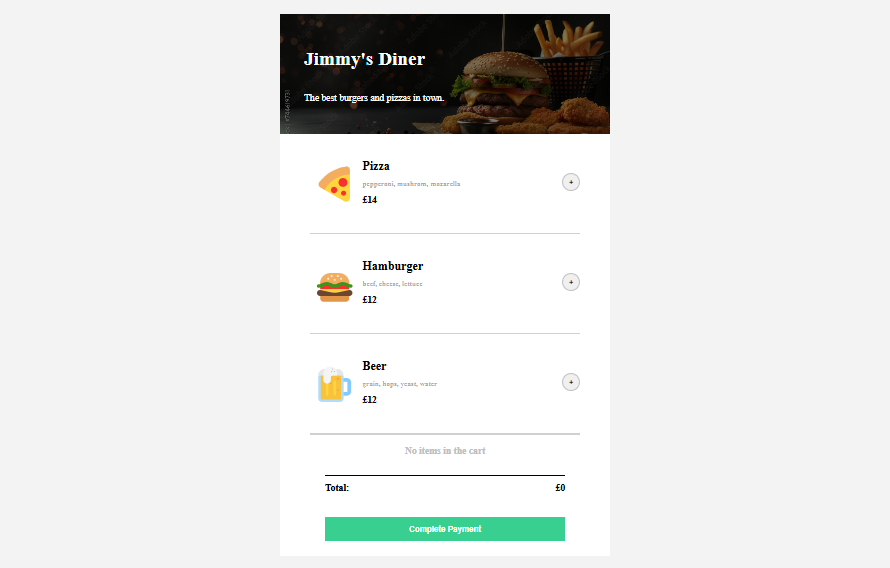 Jimmy's Diner
The best burgers and pizzas in town.
Pizza
pepperoni, mushrom, mozarella
£14
+
Hamburger
beef, cheese, lettuce
£12
+
Beer
grain, hops, yeast, water
£12
+
No items in the cart
Total: £0
Complete Payment